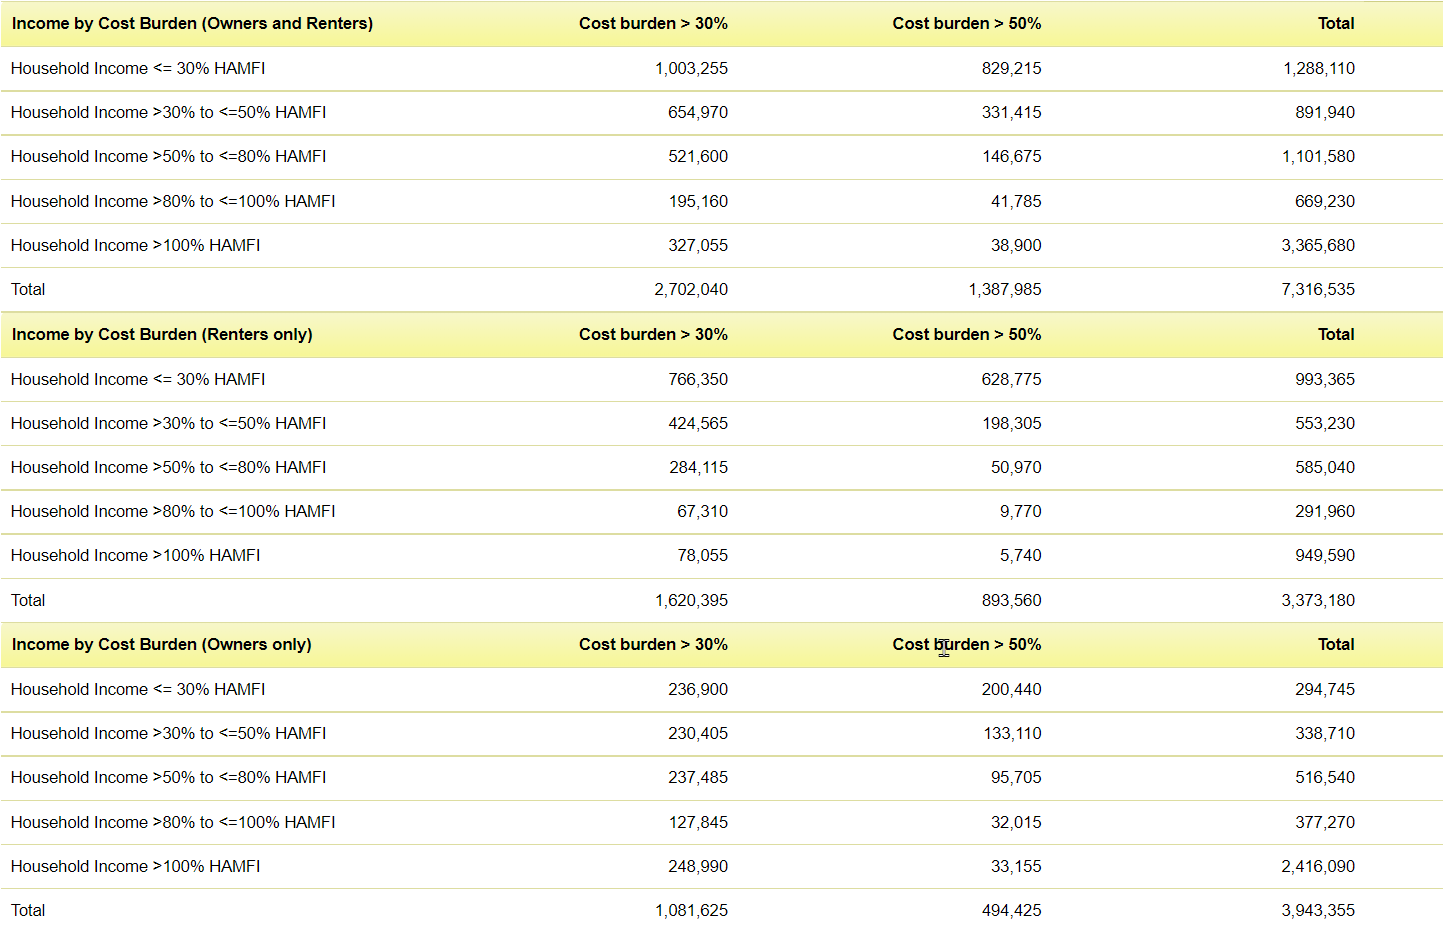 Income by Cost Burden (Owners and Renters) Cost burden > 30% Cost burden > 50% Total
Household Income <= 30% HAMFI 1,003,255 829,215 1,288,110
Household Income >30% to <=50% HAMFI 654,970 331,415 891,940
Household Income >50% to <=80% HAMFI 521,600 146,675 1,101,580
Household Income >80% to <=100% HAMFI 195,160 41,785 669,230
Household Income >100% HAMFI 327,055 38,900 3,365,680
Total 2,702,040 1,387,985 7,316,535
Income by Cost Burden (Renters only) Cost burden > 30% Cost burden > 50% Total
Household Income <= 30% HAMFI 766,350 628,775 993,365
Household Income >30% to <=50% HAMFI 424,565 198,305 553,230
Household Income >50% to <=80% HAMFI 284,115 50,970 585,040
Household Income >80% to <=100% HAMFI 67,310 9,770 291,960
Household Income >100% HAMFI 78,055 5,740 949,590
Total 1,620,395 893,560 3,373,180
Income by Cost Burden (Owners only) Cost burden > 30% Cost burden > 50% Total
Household Income <= 30% HAMFI 236,900 200,440 294,745
Household Income >30% to <=50% HAMFI 230,405 133,110 338,710
Household Income >50% to <=80% HAMFI 237,485 95,705 516,540
Household Income >80% to <=100% HAMFI 127,845 32,015 377,270
Household Income >100% HAMFI 248,990 33,155 2,416,090
Total 1,081,625 494,425 3,943,355